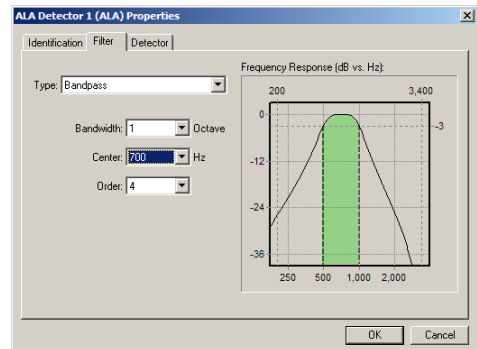 ALA Detector 1 (ALA) Properties
Identification Filter Detector
Type: Bandpass
Bandwidth: 1 Octave
Center: 700 Hz
Order: 4
Frequency Response (dB vs. Hz):
200 3,400
0
-3
-12
-24
-36
250 500 1,000 2,000
OK Cancel